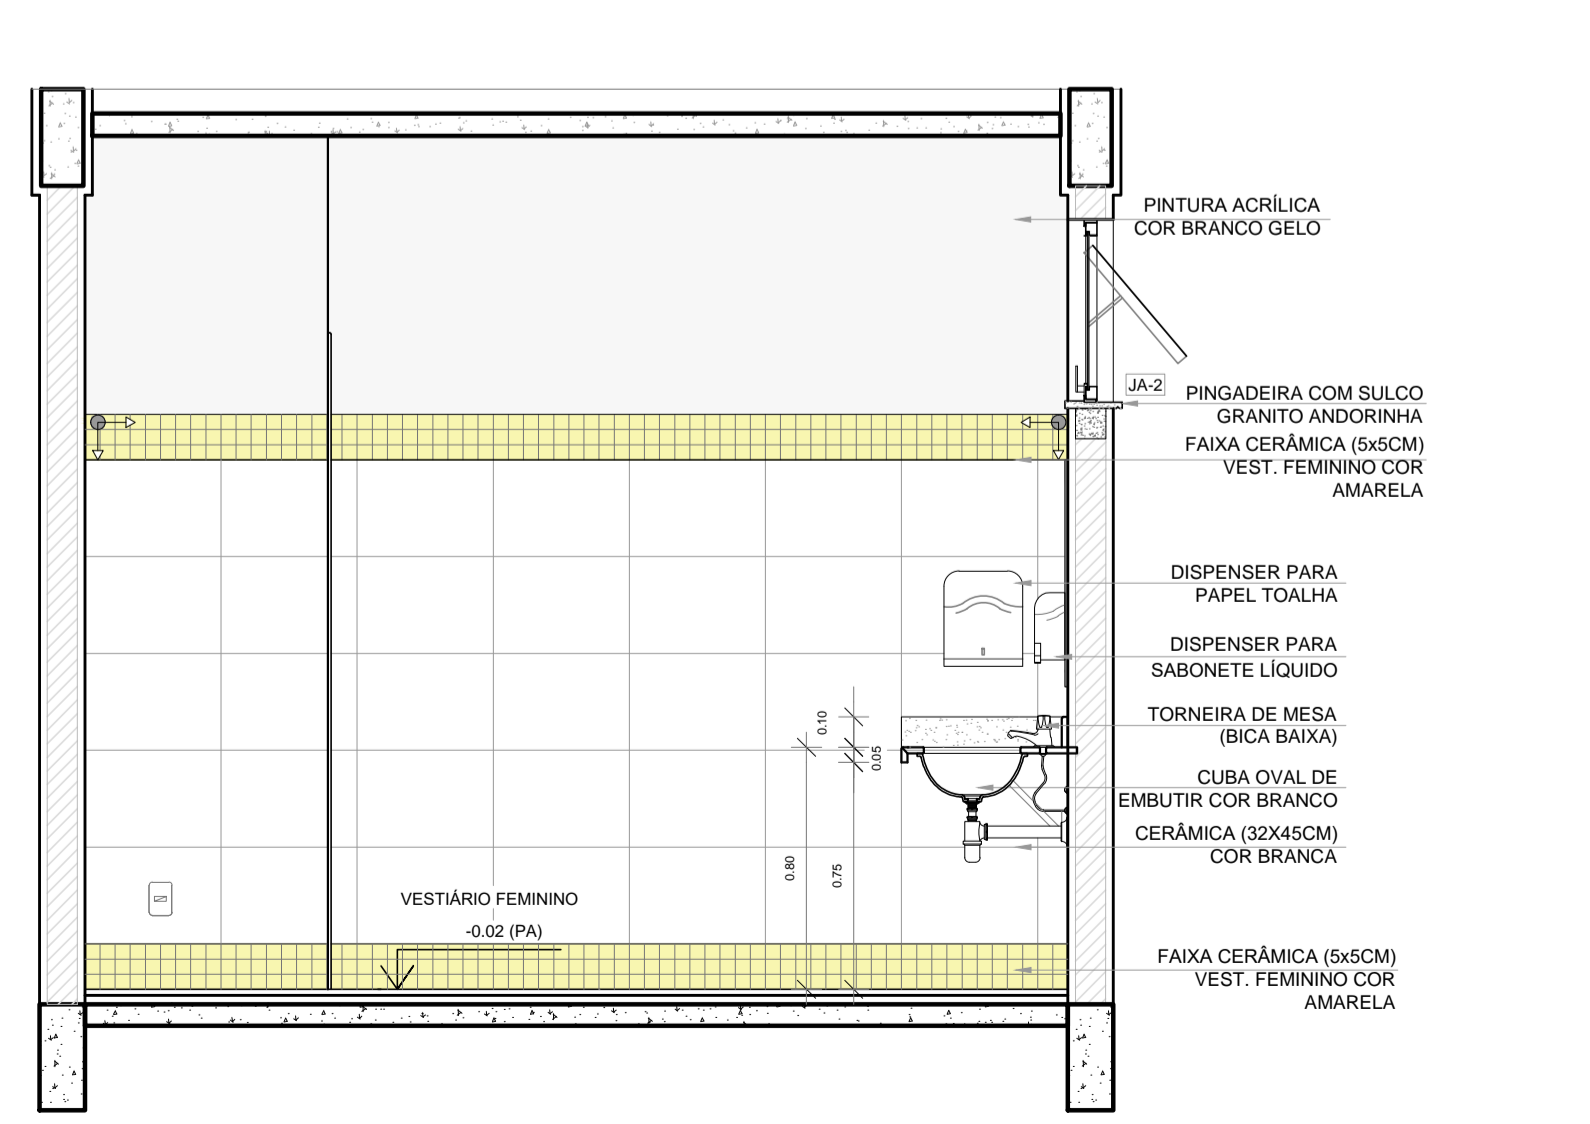 PINTURA ACRÍLICA
COR BRANCO GELO
JA-2
PINGADEIRA COM SULCO
GRANITO ANDORINHA
FAIXA CERÂMICA (5x5CM)
VEST. FEMININO COR
AMARELA
DISPENSER PARA
PAPEL TOALHA
DISPENSER PARA
SABONETE LÍQUIDO
TORNEIRA DE MESA
(BICA BAIXA)
0.10
0.05
CUBA OVAL DE
EMBUTIR COR BRANCO
CERÂMICA (32X45CM)
COR BRANCA
0.80
0.75
VESTIÁRIO FEMININO
-0.02 (PA)
FAIXA CERÂMICA (5x5CM)
VEST. FEMININO COR
AMARELA